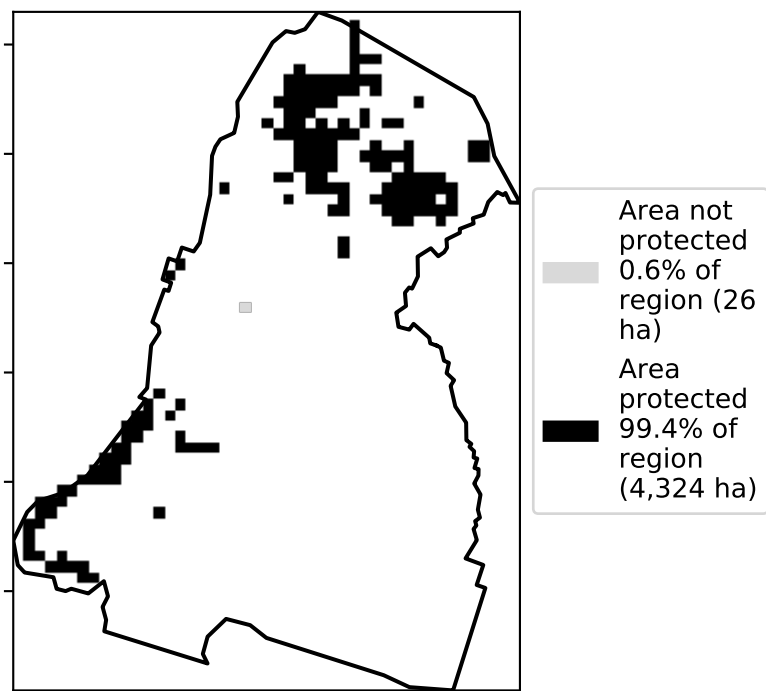 Area not
protected
0.6% of
region (26
ha)
Area
protected
99.4% of
region
(4,324 ha)